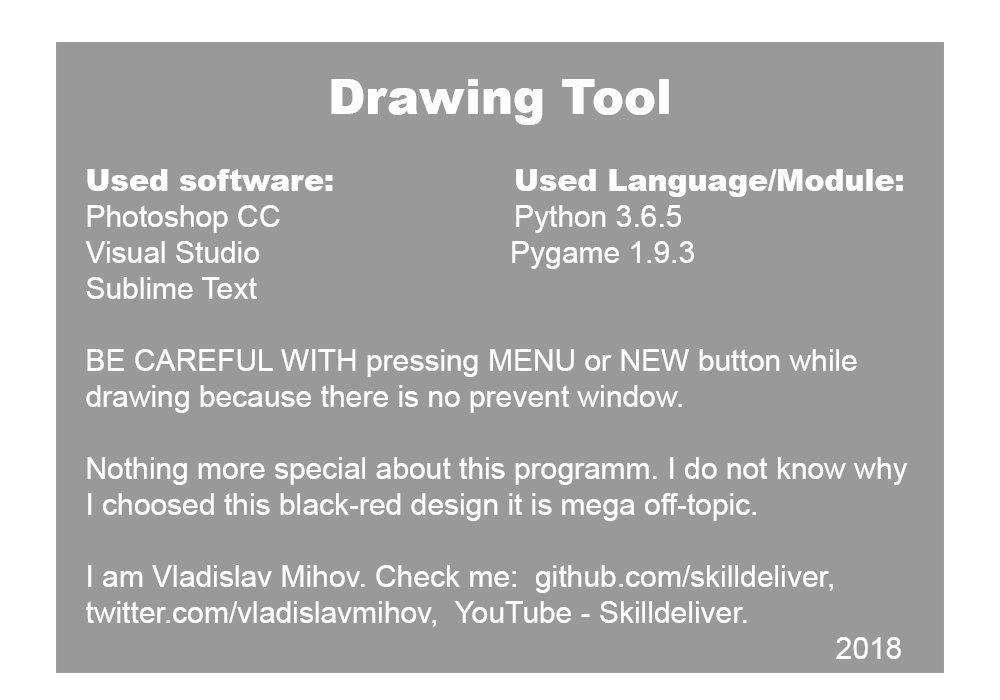 Drawing Tool
Used software:
Photoshop CC
Visual Studio
Sublime Text
Used Language/Module:
Python 3.6.5
Pygame 1.9.3
BE CAREFUL WITH pressing MENU or NEW button while
drawing because there is no prevent window.
Nothing more special about this programm. I do not know why
I choosed this black-red design it is mega off-topic.
I am Vladislav Mihov. Check me:  github.com/skilldeliver,
twitter.com/vladislavmihov,  YouTube - Skilldeliver.
2018